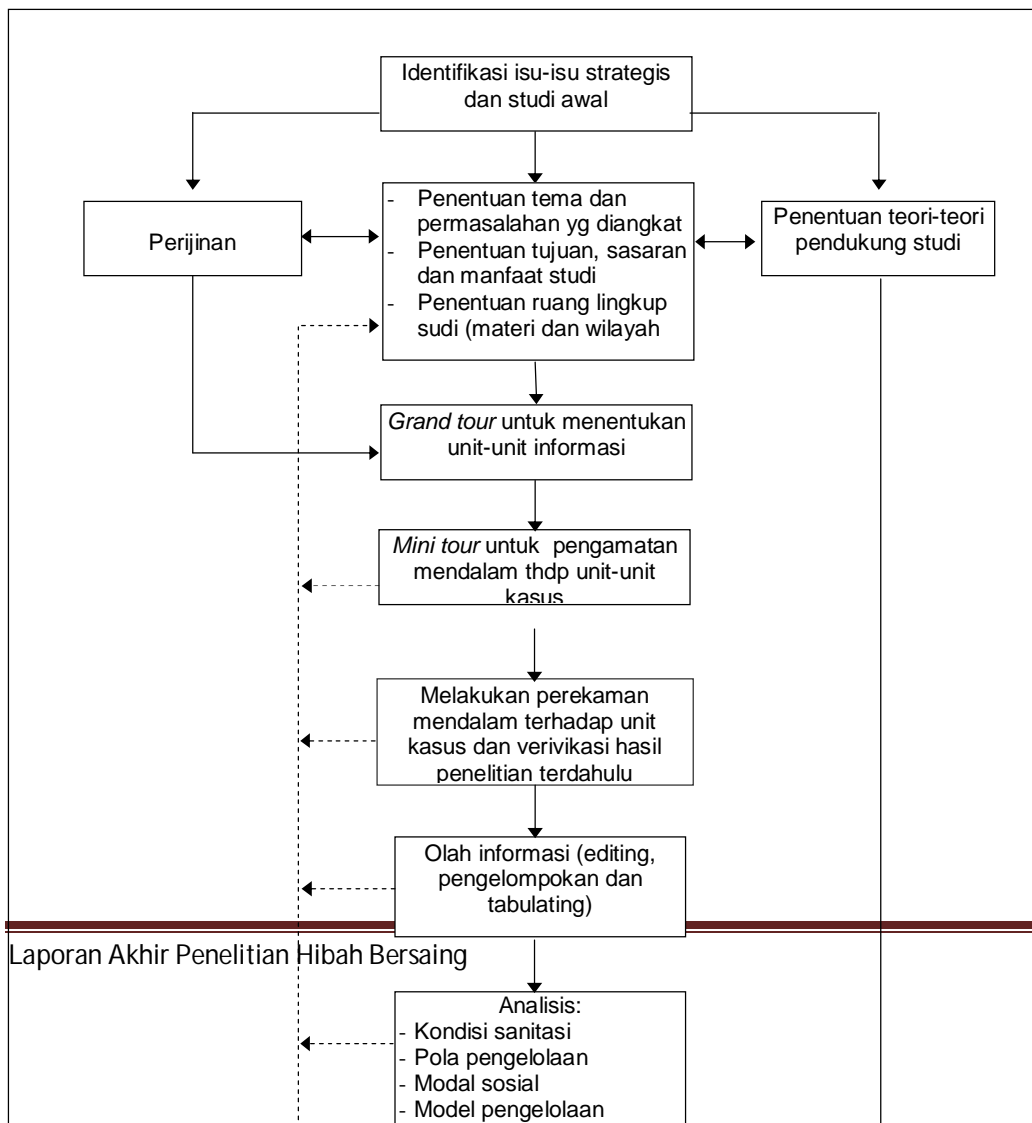 Identifikasi isu-isu strategis
dan studi awal
Perijinan
- Penentuan tema dan
permasalahan yg diangkat
- Penentuan tujuan, sasaran
dan manfaat studi
- Penentuan ruang lingkup
sudi (materi dan wilayah
Penentuan teori-teori
pendukung studi
Grand tour untuk menentukan
unit-unit informasi
Mini tour untuk pengamatan
mendalam thdp unit-unit
kasus
Melakukan perekaman
mendalam terhadap unit
kasus dan verivikasi hasil
penelitian terdahulu
Olah informasi (editing,
pengelompokan dan
tabulating)
Laporan Akhir Penelitian Hibah Bersaing
Analisis:
- Kondisi sanitasi
- Pola pengelolaan
- Modal sosial
- Model pengelolaan